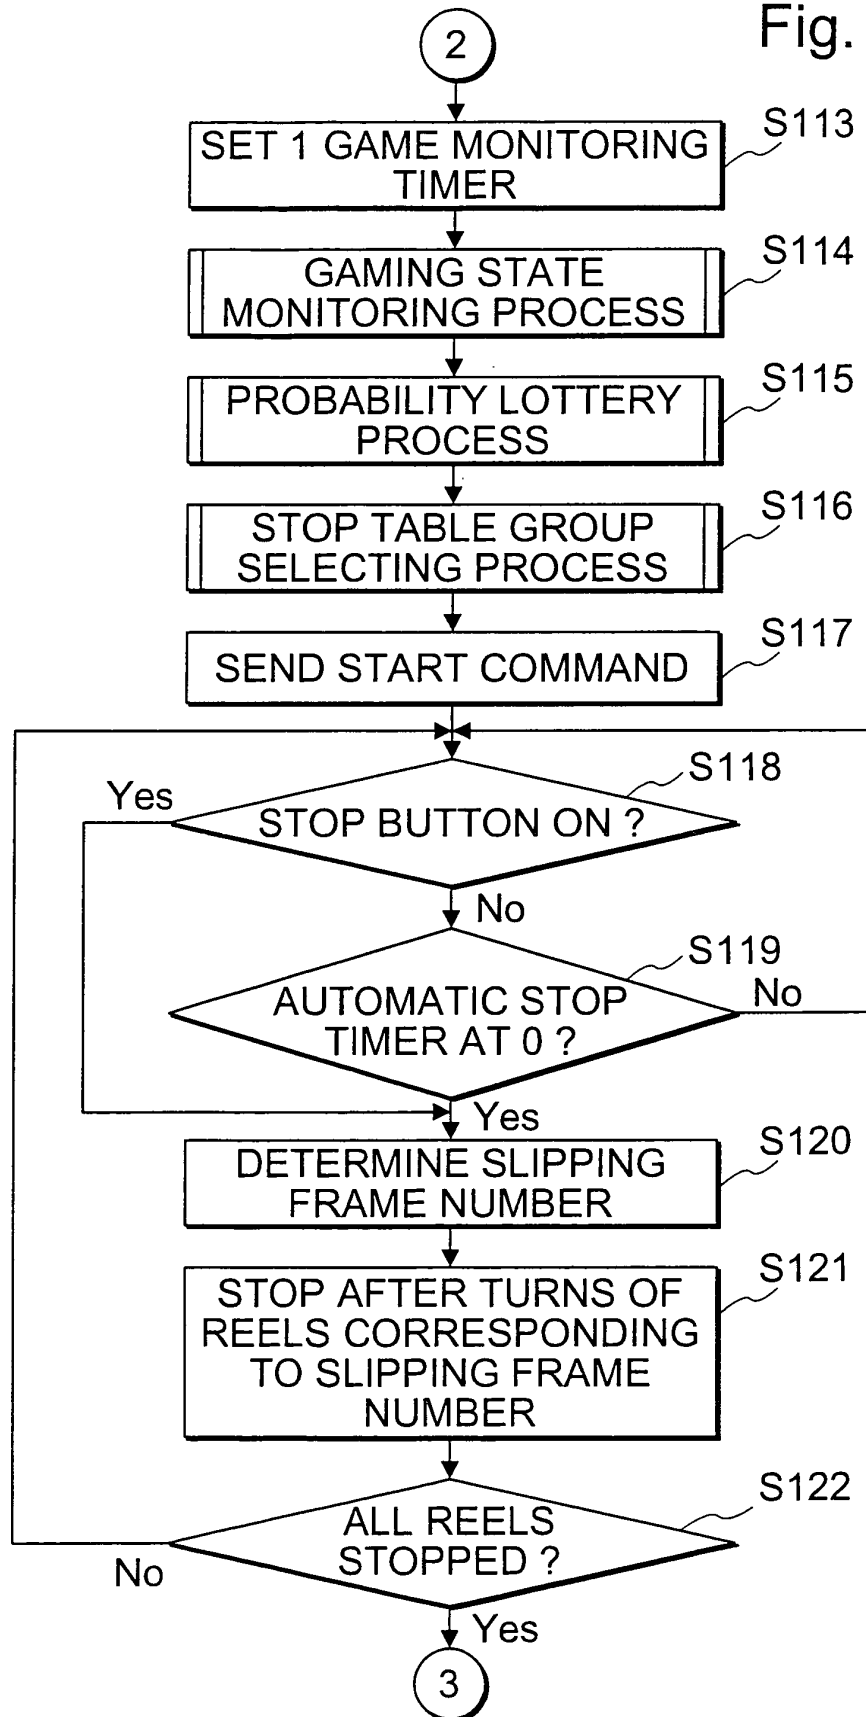 Fig.
2
S113
SET 1 GAME MONITORING
TIMER
S114
GAMING STATE
MONITORING PROCESS
S115
PROBABILITY LOTTERY
PROCESS
S116
STOP TABLE GROUP
SELECTING PROCESS
S117
SEND START COMMAND
S118
Yes
STOP BUTTON ON ?
No
S119
AUTOMATIC STOP
TIMER AT 0 ?
No
Yes
S120
DETERMINE SLIPPING
FRAME NUMBER
S121
STOP AFTER TURNS OF
REELS CORRESPONDING
TO SLIPPING FRAME
NUMBER
S122
ALL REELS
STOPPED ?
No
Yes
3